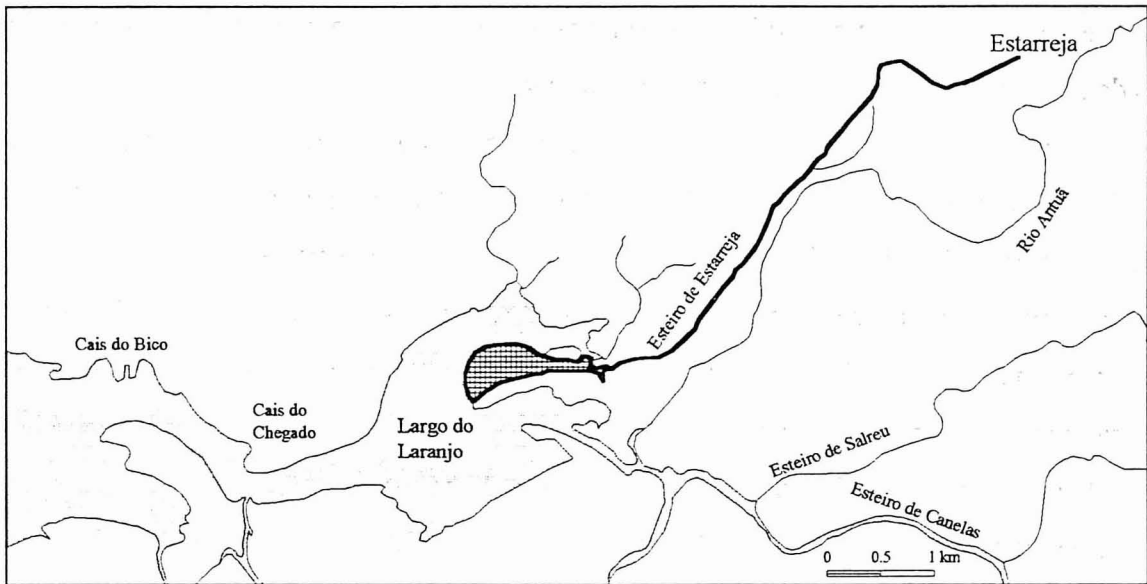 Estarreja
Rio Antuã
Esteiro de Estarreja
Cais do Bico
Cais do
Chegado
Largo do
Laranjo
Esteiro de Salreu
Esteiro de Canelas
0 0.5 1 km